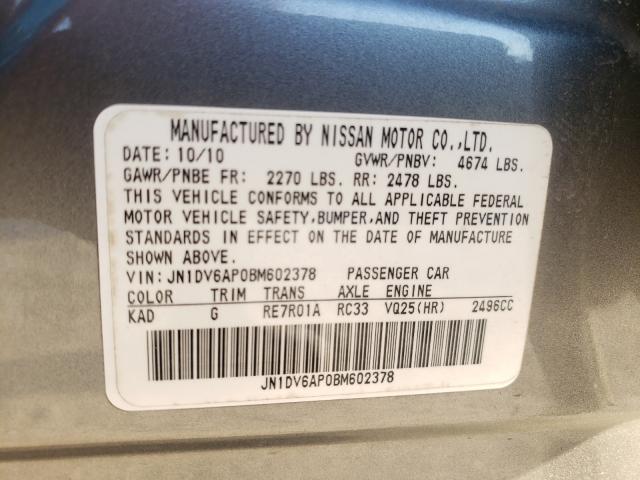 MANUFACTURED BY NISSAN MOTOR CO.,LTD.
DATE: 10/10 GVWR/PNBV: 4674 LBS.
GAWR/PNBE FR: 2270 LBS. RR: 2478 LBS.
THIS VEHICLE CONFORMS TO ALL APPLICABLE FEDERAL
MOTOR VEHICLE SAFETY,BUMPER,AND THEFT PREVENTION
STANDARDS IN EFFECT ON THE DATE OF MANUFACTURE
SHOWN ABOVE.
VIN: JN1DV6AP0BM602378 PASSENGER CAR
COLOR TRIM TRANS AXLE ENGINE
KAD G RE7R01A RC33 VQ25(HR) 2496CC
JN1DV6AP0BM602378